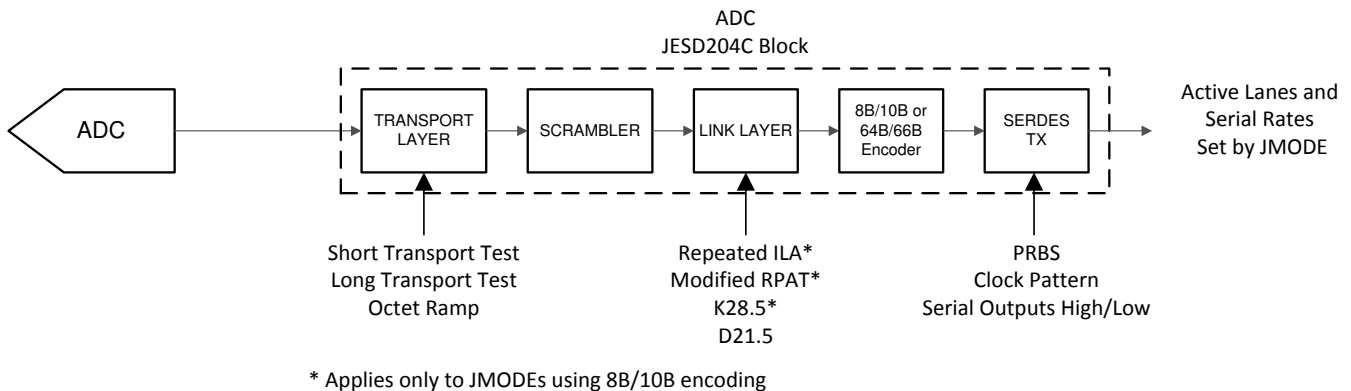 ADC
JESD204C Block
ADC
TRANSPORT
LAYER
SCRAMBLER
LINK LAYER
8B/10B or
64B/66B
Encoder
SERDES
TX
Active Lanes and
Serial Rates
Set by JMODE
Short Transport Test
Long Transport Test
Octet Ramp
Repeated ILA*
Modified RPAT*
K28.5*
D21.5
PRBS
Clock Pattern
Serial Outputs High/Low
* Applies only to JMODEs using 8B/10B encoding